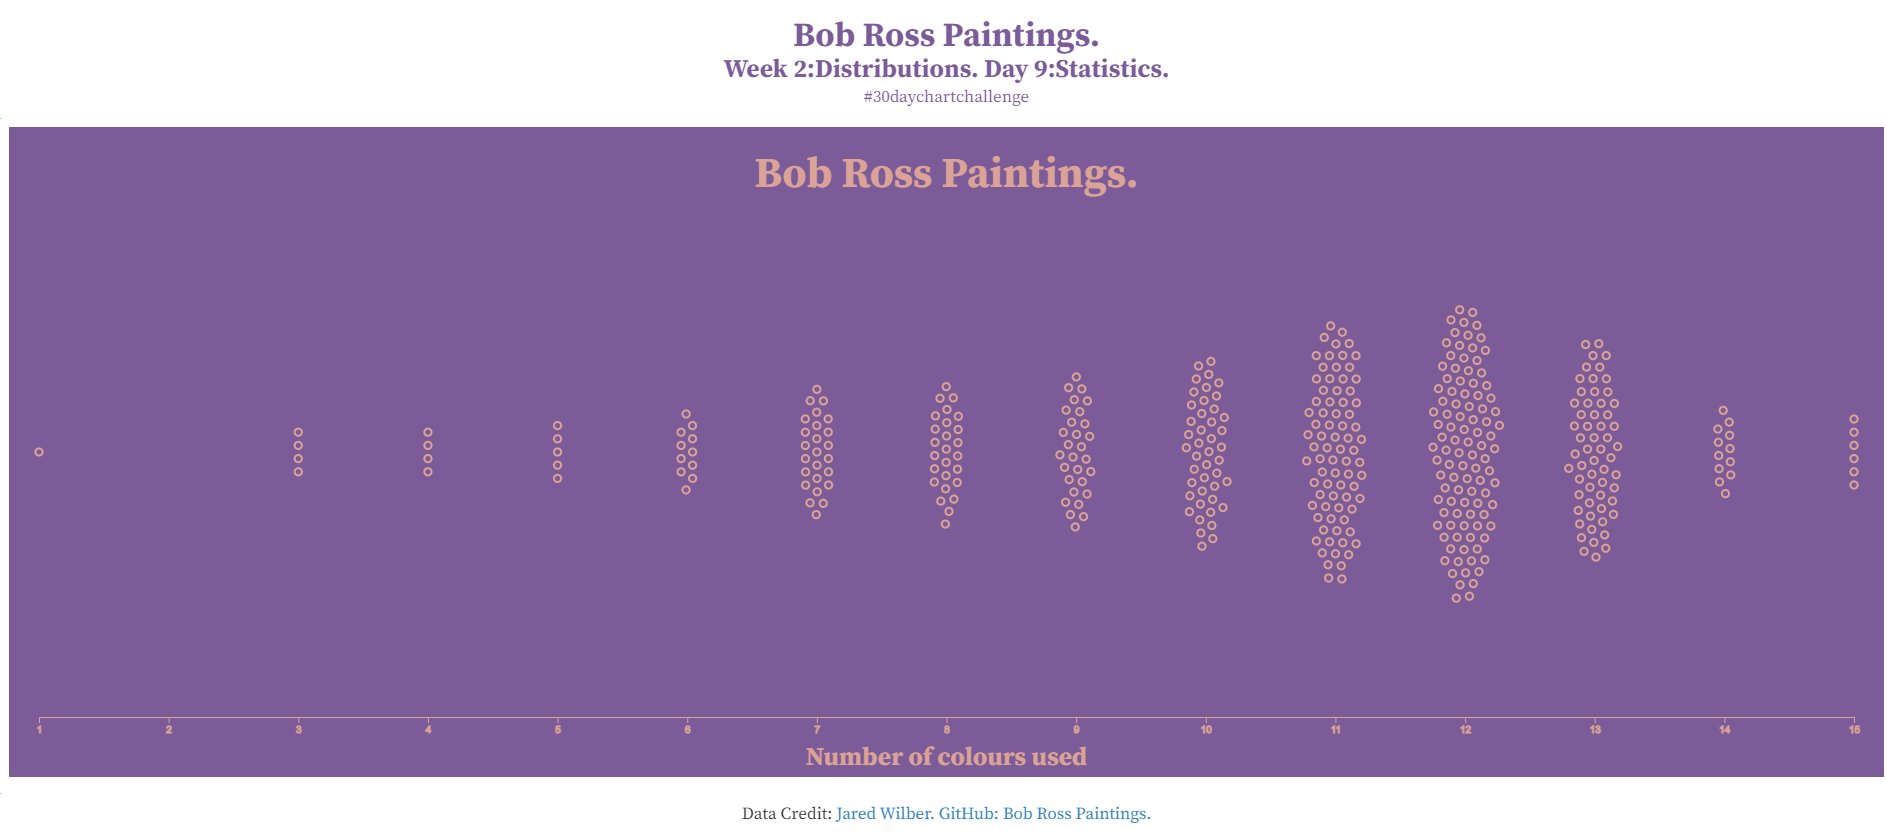 Bob Ross Paintings.
Week 2:Distributions. Day 9:Statistics.
#30daychartchallenge
Bob Ross Paintings.
1 2 3 4 5 6 7 8 9 10 11 12 13 14 15
Number of colours used
Data Credit: Jared Wilber. GitHub: Bob Ross Paintings.